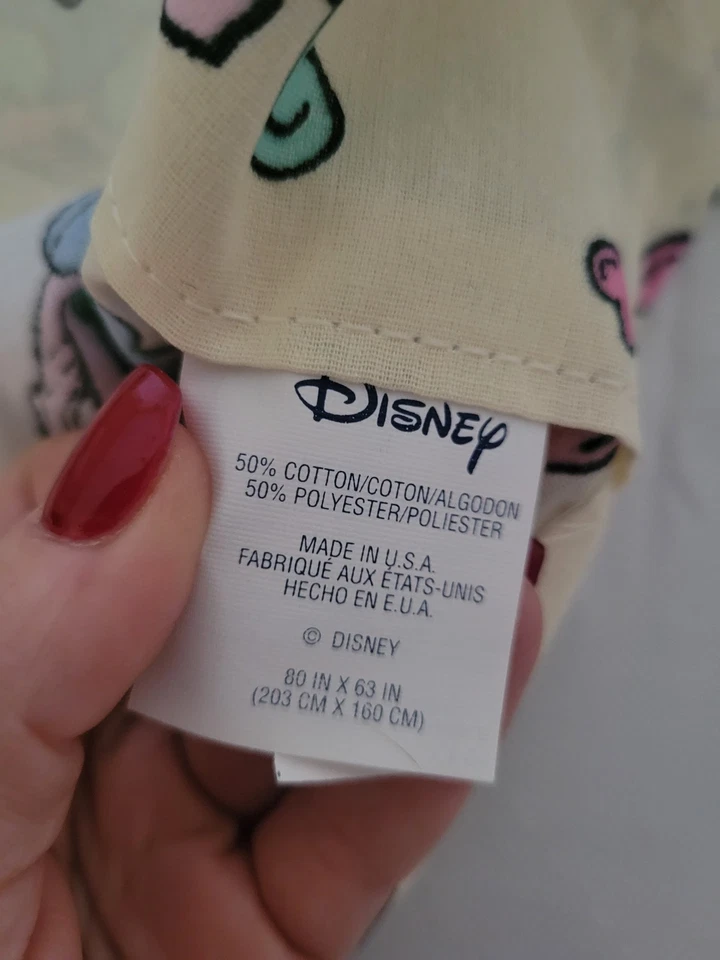 DISNEY
50% COTTON/COTON/ALGODON
50% POLYESTER/POLIESTER
MADE IN U.S.A.
FABRIQUÉ AUX ÉTATS-UNIS
HECHO EN E.U.A.
© DISNEY
80 IN X 63 IN
(203 CM X 160 CM)